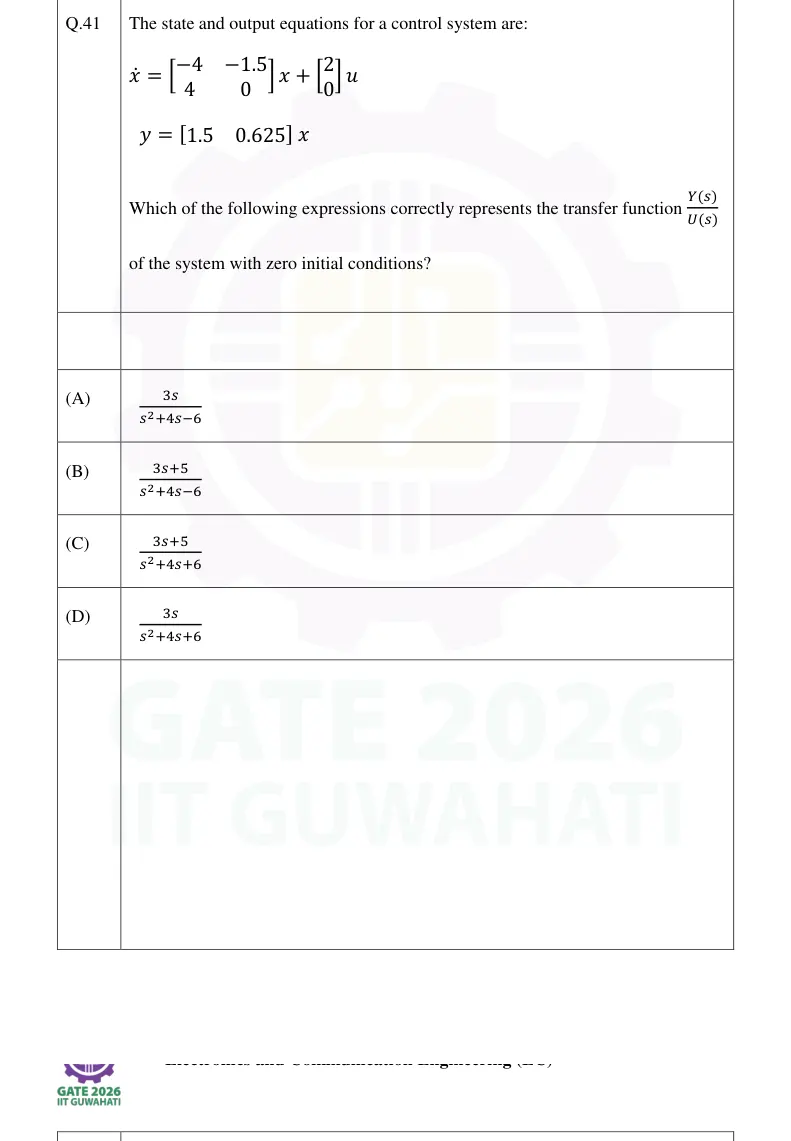 Q.41 The state and output equations for a control system are:
ẋ = [−4 −1.5; 4 0] x + [2; 0] u
y = [1.5 0.625] x
Which of the following expressions correctly represents the transfer function Y(s)/U(s)
of the system with zero initial conditions?
(A) 3s/(s²+4s−6)
(B) (3s+5)/(s²+4s−6)
(C) (3s+5)/(s²+4s+6)
(D) 3s/(s²+4s+6)
GATE 2026
IIT GUWAHATI
GATE 2026
IIT GUWAHATI